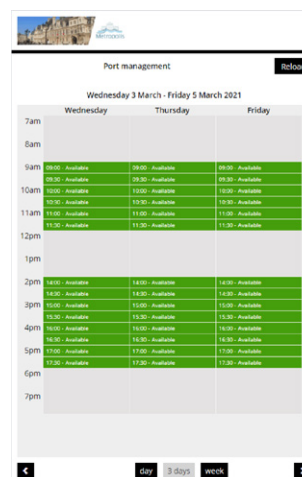 Port management
Reload
Wednesday 3 March - Friday 5 March 2021
Wednesday Thursday Friday
7am
8am
9am 09:00 - Available 09:00 - Available 09:00 - Available
09:30 - Available 09:30 - Available 09:30 - Available
10am 10:00 - Available 10:00 - Available 10:00 - Available
10:30 - Available 10:30 - Available 10:30 - Available
11am 11:00 - Available 11:00 - Available 11:00 - Available
11:30 - Available 11:30 - Available 11:30 - Available
12pm
1pm
2pm 14:00 - Available 14:00 - Available 14:00 - Available
14:30 - Available 14:30 - Available 14:30 - Available
3pm 15:00 - Available 15:00 - Available 15:00 - Available
15:30 - Available 15:30 - Available 15:30 - Available
4pm 16:00 - Available 16:00 - Available 16:00 - Available
16:30 - Available 16:30 - Available 16:30 - Available
5pm 17:00 - Available 17:00 - Available 17:00 - Available
17:30 - Available 17:30 - Available 17:30 - Available
6pm
7pm
day 3 days week